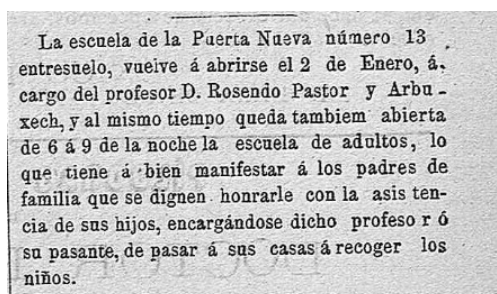 La escuela de la Puerta Nueva número 13
entresuelo, vuelve á abrirse el 2 de Enero, á
cargo del profesor D. Rosendo Pastor y Arbu-
xech, y al mismo tiempo queda tambiem abierta
de 6 á 9 de la noche la escuela de adultos, lo
que tiene á bien manifestar á los padres de
familia que se dignen honrarle con la asis ten-
cia de sus hijos, encargándose dicho profeso r ó
su pasante, de pasar á sus casas á recoger los
niños.